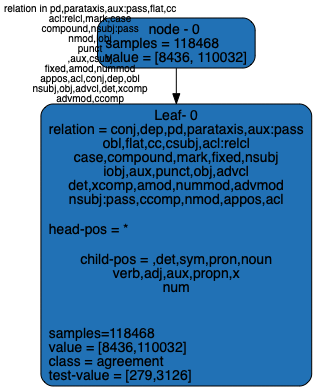 relation in pd,parataxis,aux:pass,flat,cc
acl:relcl,mark,case
compound,nsubj:pass
nmod,iobj
punct
,aux,csubj
fixed,amod,nummod
appos,acl,conj,dep,obl
nsubj,obj,advcl,det,xcomp
advmod,ccomp
node - 0
samples = 118468
value = [8436, 110032]
Leaf- 0
relation = conj,dep,pd,parataxis,aux:pass
obl,flat,cc,csubj,acl:relcl
case,compound,mark,fixed,nsubj
iobj,aux,punct,obj,advcl
det,xcomp,amod,nummod,advmod
nsubj:pass,ccomp,nmod,appos,acl
head-pos = *
child-pos = ,det,sym,pron,noun
verb,adj,aux,propn,x
num
samples=118468
value = [8436,110032]
class = agreement
test-value = [279,3126]